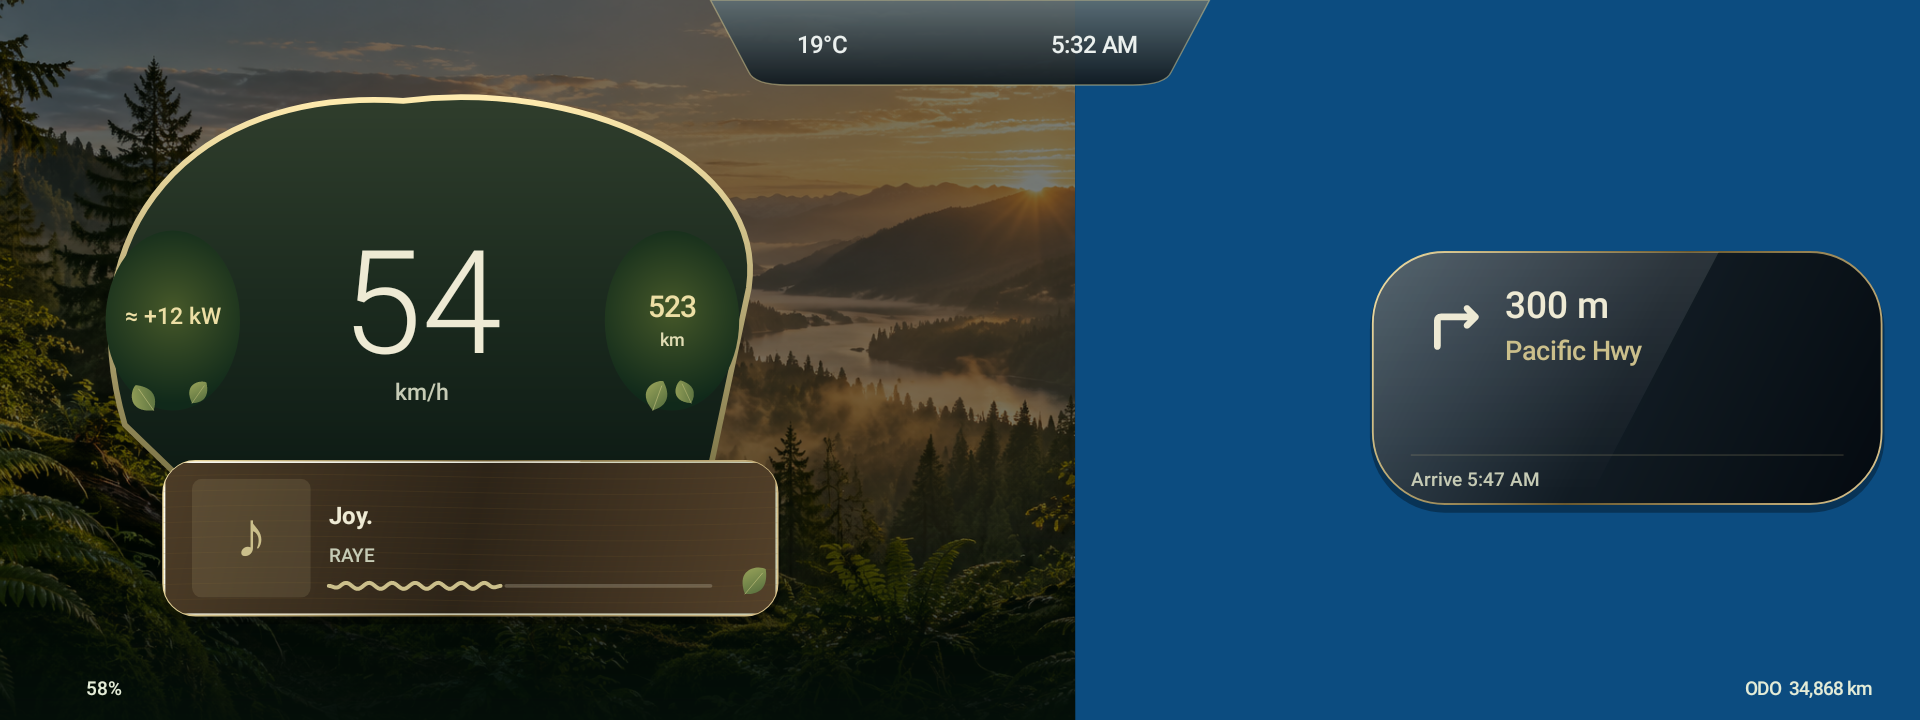 19°C
5:32 AM
≈ +12 kW
54
km/h
523
km
300 m
Pacific Hwy
Arrive 5:47 AM
Joy.
RAYE
58%
ODO 34,868 km